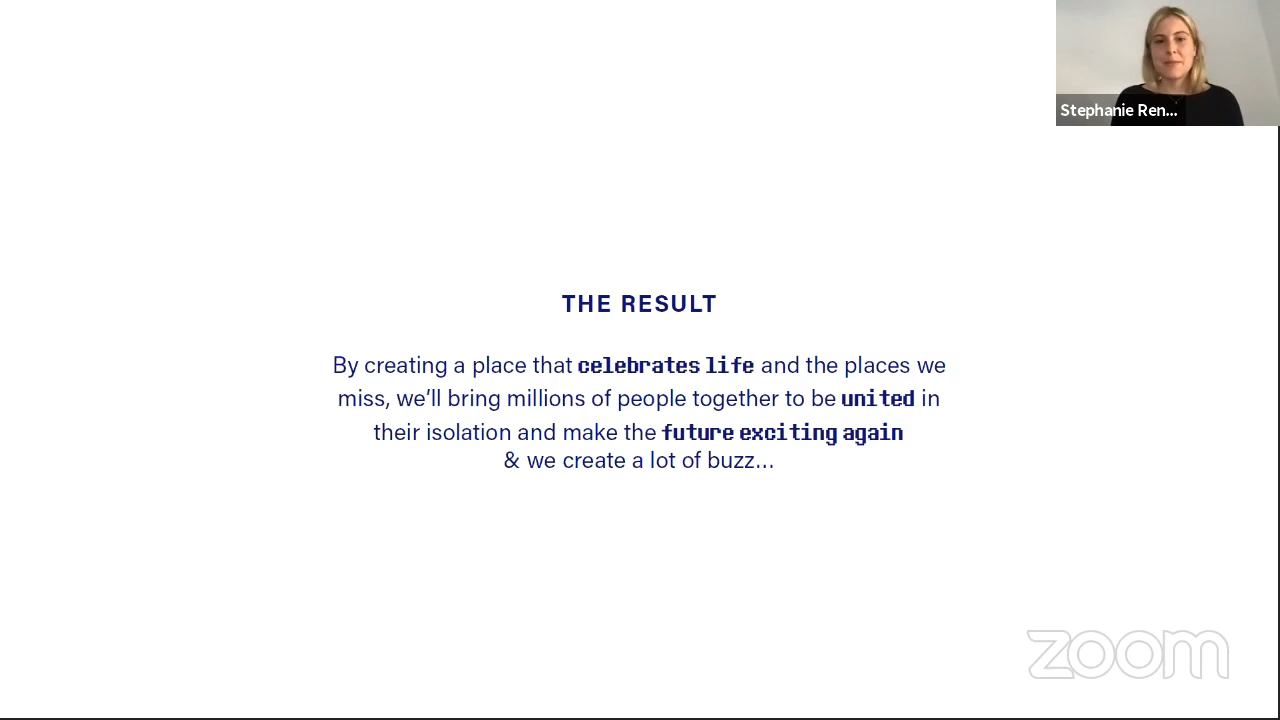 Stephanie Ren...
THE RESULT
By creating a place that celebrates life and the places we
miss, we'll bring millions of people together to be united in
their isolation and make the future exciting again
& we create a lot of buzz...
zoom